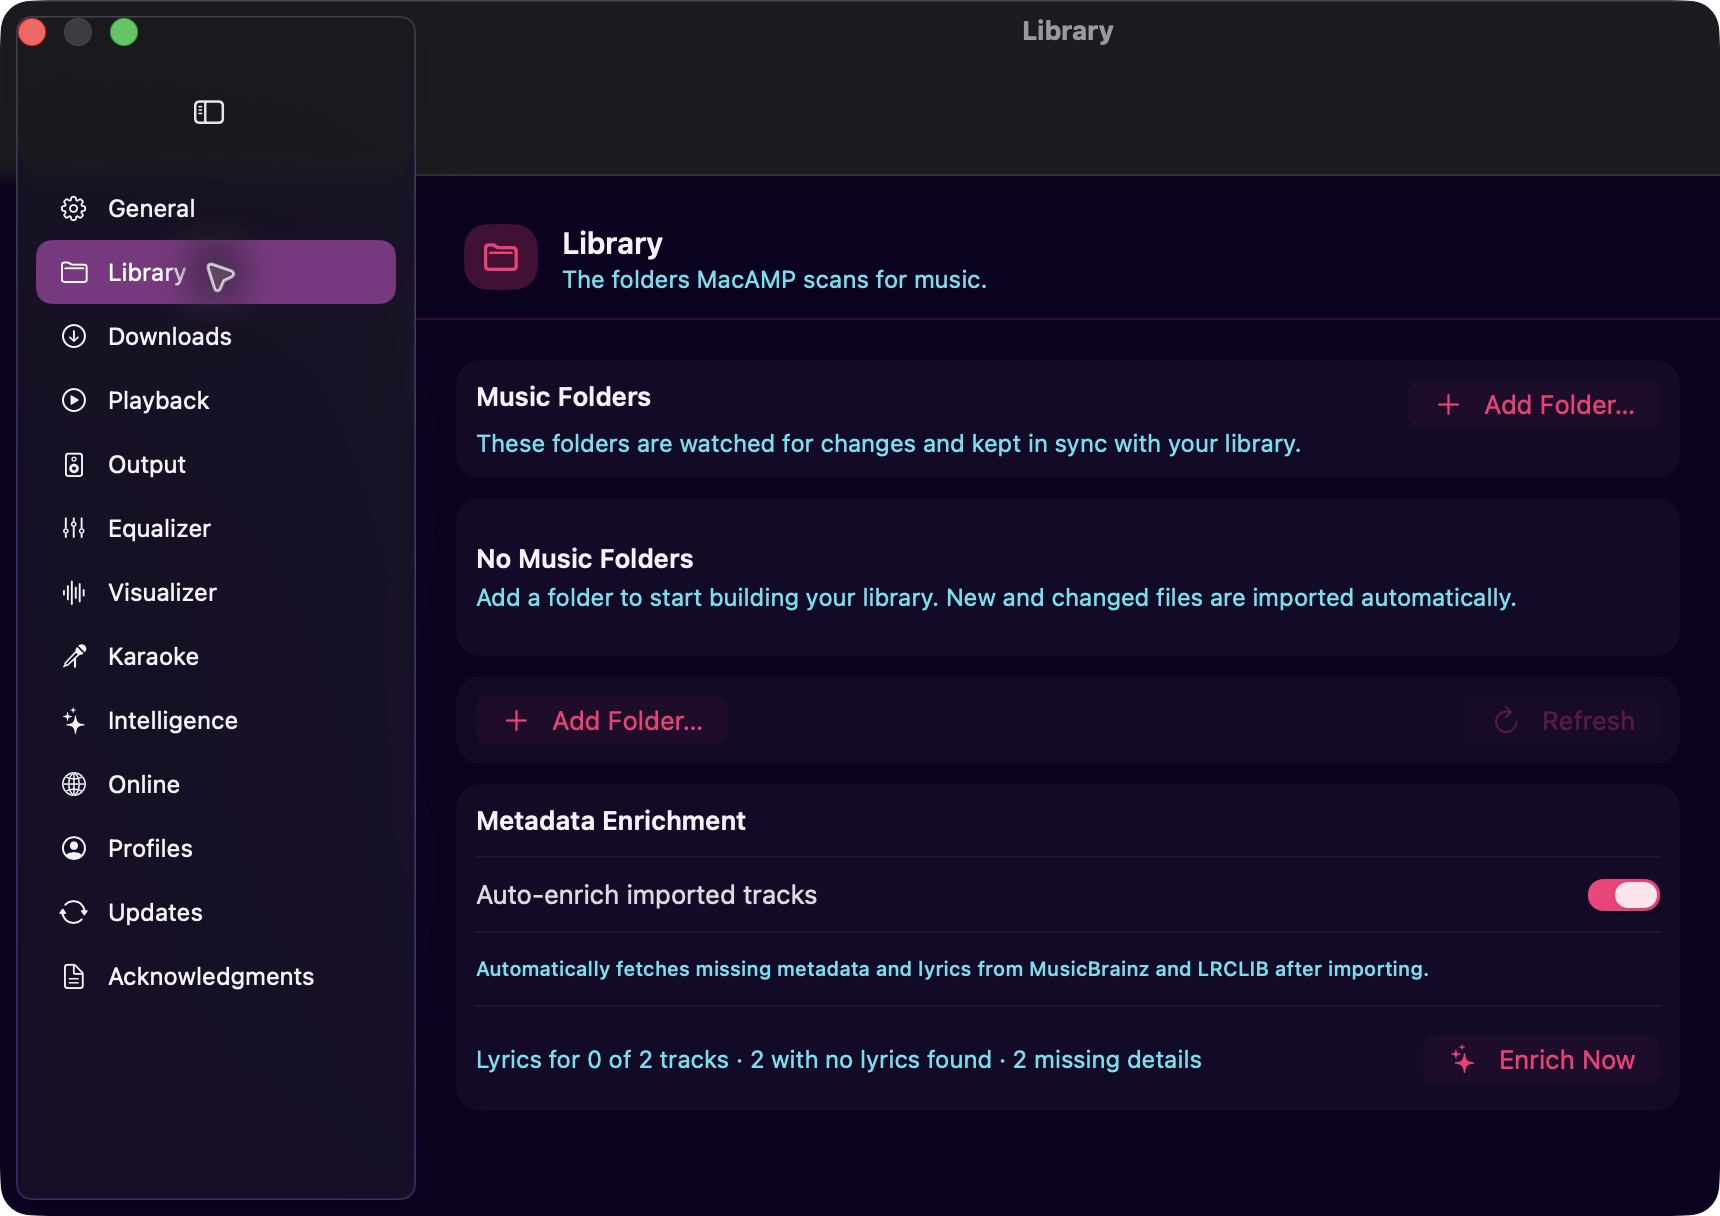 Library
General
Library
Downloads
Playback
Output
Equalizer
Visualizer
Karaoke
Intelligence
Online
Profiles
Updates
Acknowledgments
Library
The folders MacAMP scans for music.
Music Folders
Add Folder...
These folders are watched for changes and kept in sync with your library.
No Music Folders
Add a folder to start building your library. New and changed files are imported automatically.
Add Folder...
Refresh
Metadata Enrichment
Auto-enrich imported tracks
Automatically fetches missing metadata and lyrics from MusicBrainz and LRCLIB after importing.
Lyrics for 0 of 2 tracks · 2 with no lyrics found · 2 missing details
Enrich Now